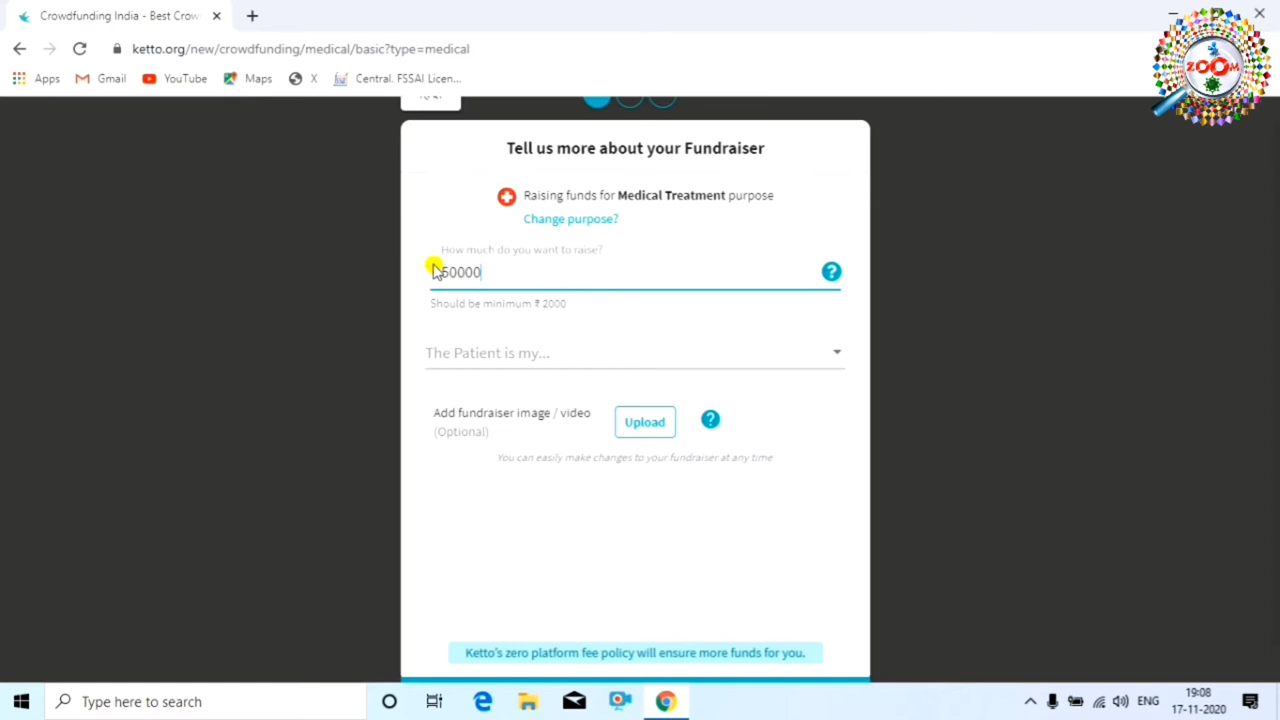 Crowdfunding India - Best Crow
ketto.org/new/crowdfunding/medical/basic?type=medical
ZOOM
Apps
Gmail
YouTube
Maps
X
Central. FSSAI Licen...
Tell us more about your Fundraiser
Raising funds for Medical Treatment purpose
Change purpose?
How much do you want to raise?
50000
?
Should be minimum ₹ 2000
The Patient is my...
Add fundraiser image / video
(Optional)
Upload
?
You can easily make changes to your fundraiser at any time
Ketto's zero platform fee policy will ensure more funds for you.
Type here to search
ENG
19:08
17-11-2020